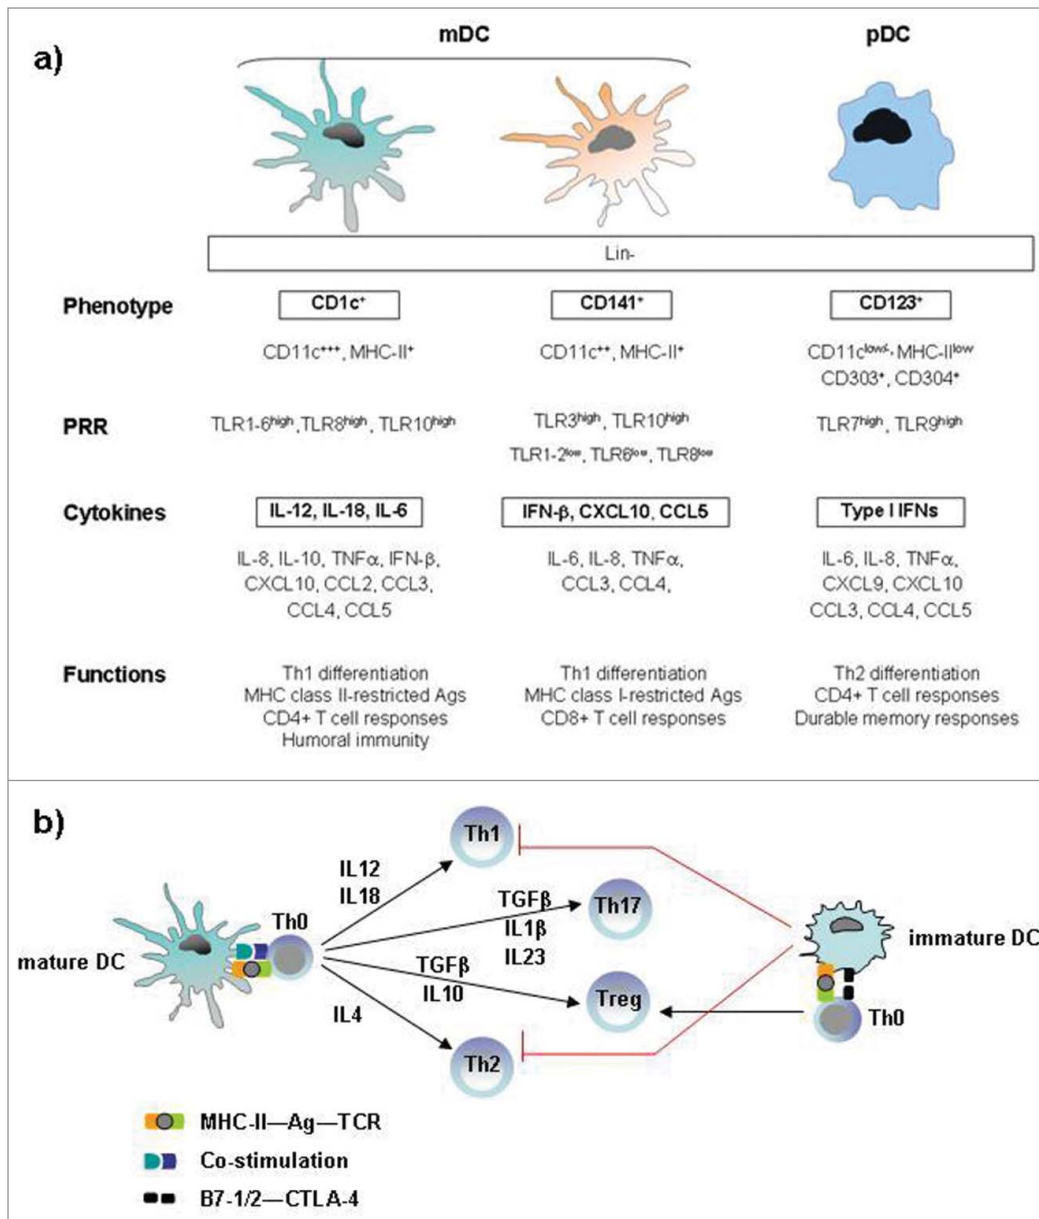 a)
mDC
pDC
Lin-
Phenotype
CD1c⁺
CD141⁺
CD123⁺
CD11c⁺⁺⁺, MHC-II⁺
CD11c⁺⁺, MHC-II⁺
CD11c MHC-IIˡᵒʷ
CD303⁺, CD304⁺
PRR
TLR1-6ʰⁱᵍʰ, TLR8ʰⁱᵍʰ, TLR10ʰⁱᵍʰ
TLR3ʰⁱᵍʰ, TLR10ʰⁱᵍʰ
TLR1-2ˡᵒʷ, TLR6ˡᵒʷ, TLR8ˡᵒʷ
TLR7ʰⁱᵍʰ, TLR9ʰⁱᵍʰ
Cytokines
IL-12, IL-18, IL-6
IFN-β, CXCL10, CCL5
Type I IFNs
IL-8, IL-10, TNFα, IFN-β,
CXCL10, CCL2, CCL3,
CCL4, CCL5
IL-6, IL-8, TNFα,
CCL3, CCL4,
IL-6, IL-8, TNFα,
CXCL9, CXCL10
CCL3, CCL4, CCL5
Functions
Th1 differentiation
MHC class II-restricted Ags
CD4+ T cell responses
Humoral immunity
Th1 differentiation
MHC class I-restricted Ags
CD8+ T cell responses
Th2 differentiation
CD4+ T cell responses
Durable memory responses
b)
Th1
IL12
IL18
Th0
TGFβ
Th17
IL1β
IL23
mature DC
immature DC
TGFβ
IL10
Treg
Th0
IL4
Th2
MHC-II—Ag—TCR
Co-stimulation
B7-1/2—CTLA-4